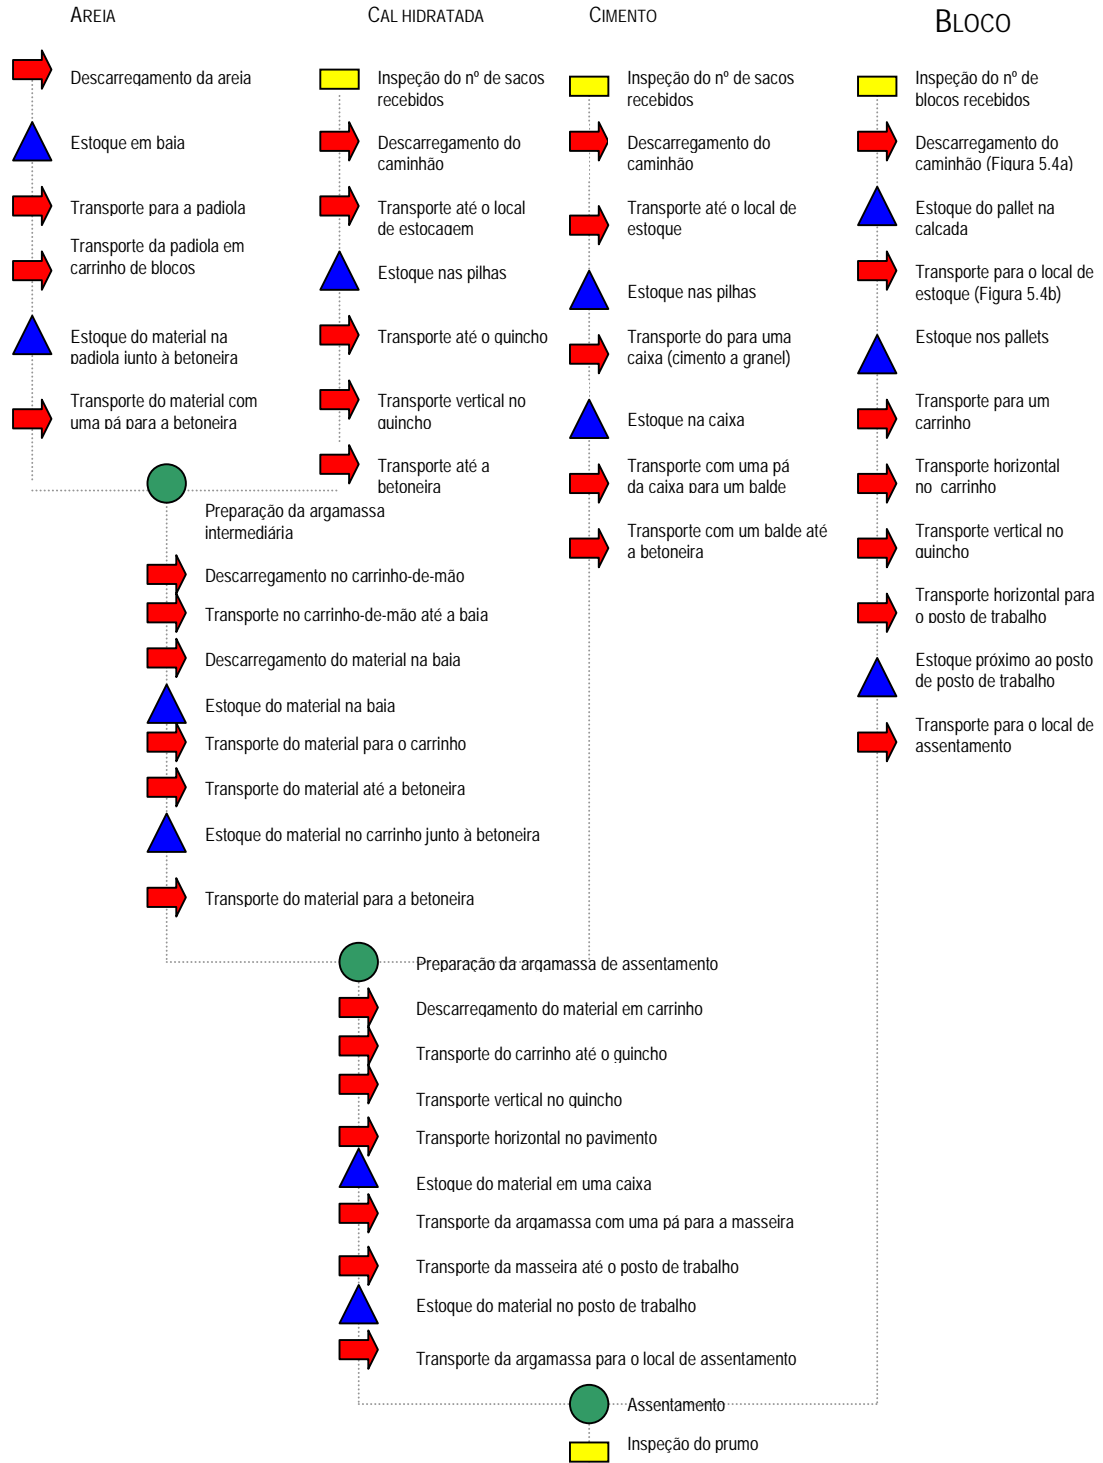 AREIA
Descarregamento da areia
Estoque em baia
Transporte para a padiola
Transporte da padiola em
carrinho de blocos
Estoque do material na
padiola junto à betoneira
Transporte do material com
uma pá para a betoneira
CAL HIDRATADA
Inspeção do nº de sacos
recebidos
Descarregamento do
caminhão
Transporte até o local
de estocagem
Estoque nas pilhas
Transporte até o guincho
Transporte vertical no
guincho
Transporte até a
betoneira
CIMENTO
Inspeção do nº de sacos
recebidos
Descarregamento do
caminhão
Transporte até o local de
estoque
Estoque nas pilhas
Transporte do para uma
caixa (cimento a granel)
Estoque na caixa
Transporte com uma pá
da caixa para um balde
Transporte com um balde até
a betoneira
BLOCO
Inspeção do nº de
blocos recebidos
Descarregamento do
caminhão (Figura 5.4a)
Estoque do pallet na
calcada
Transporte para o local de
estoque (Figura 5.4b)
Estoque nos pallets
Transporte para um
carrinho
Transporte horizontal
no carrinho
Transporte vertical no
guincho
Transporte horizontal para
o posto de trabalho
Estoque próximo ao posto
de posto de trabalho
Transporte para o local de
assentamento
Preparação da argamassa
intermediária
Descarregamento no carrinho-de-mão
Transporte no carrinho-de-mão até a baia
Descarregamento do material na baia
Estoque do material na baia
Transporte do material para o carrinho
Transporte do material até a betoneira
Estoque do material no carrinho junto à betoneira
Transporte do material para a betoneira
Preparação da argamassa de assentamento
Descarregamento do material em carrinho
Transporte do carrinho até o guincho
Transporte vertical no guincho
Transporte horizontal no pavimento
Estoque do material em uma caixa
Transporte da argamassa com uma pá para a masseira
Transporte da masseira até o posto de trabalho
Estoque do material no posto de trabalho
Transporte da argamassa para o local de assentamento
Assentamento
Inspeção do prumo